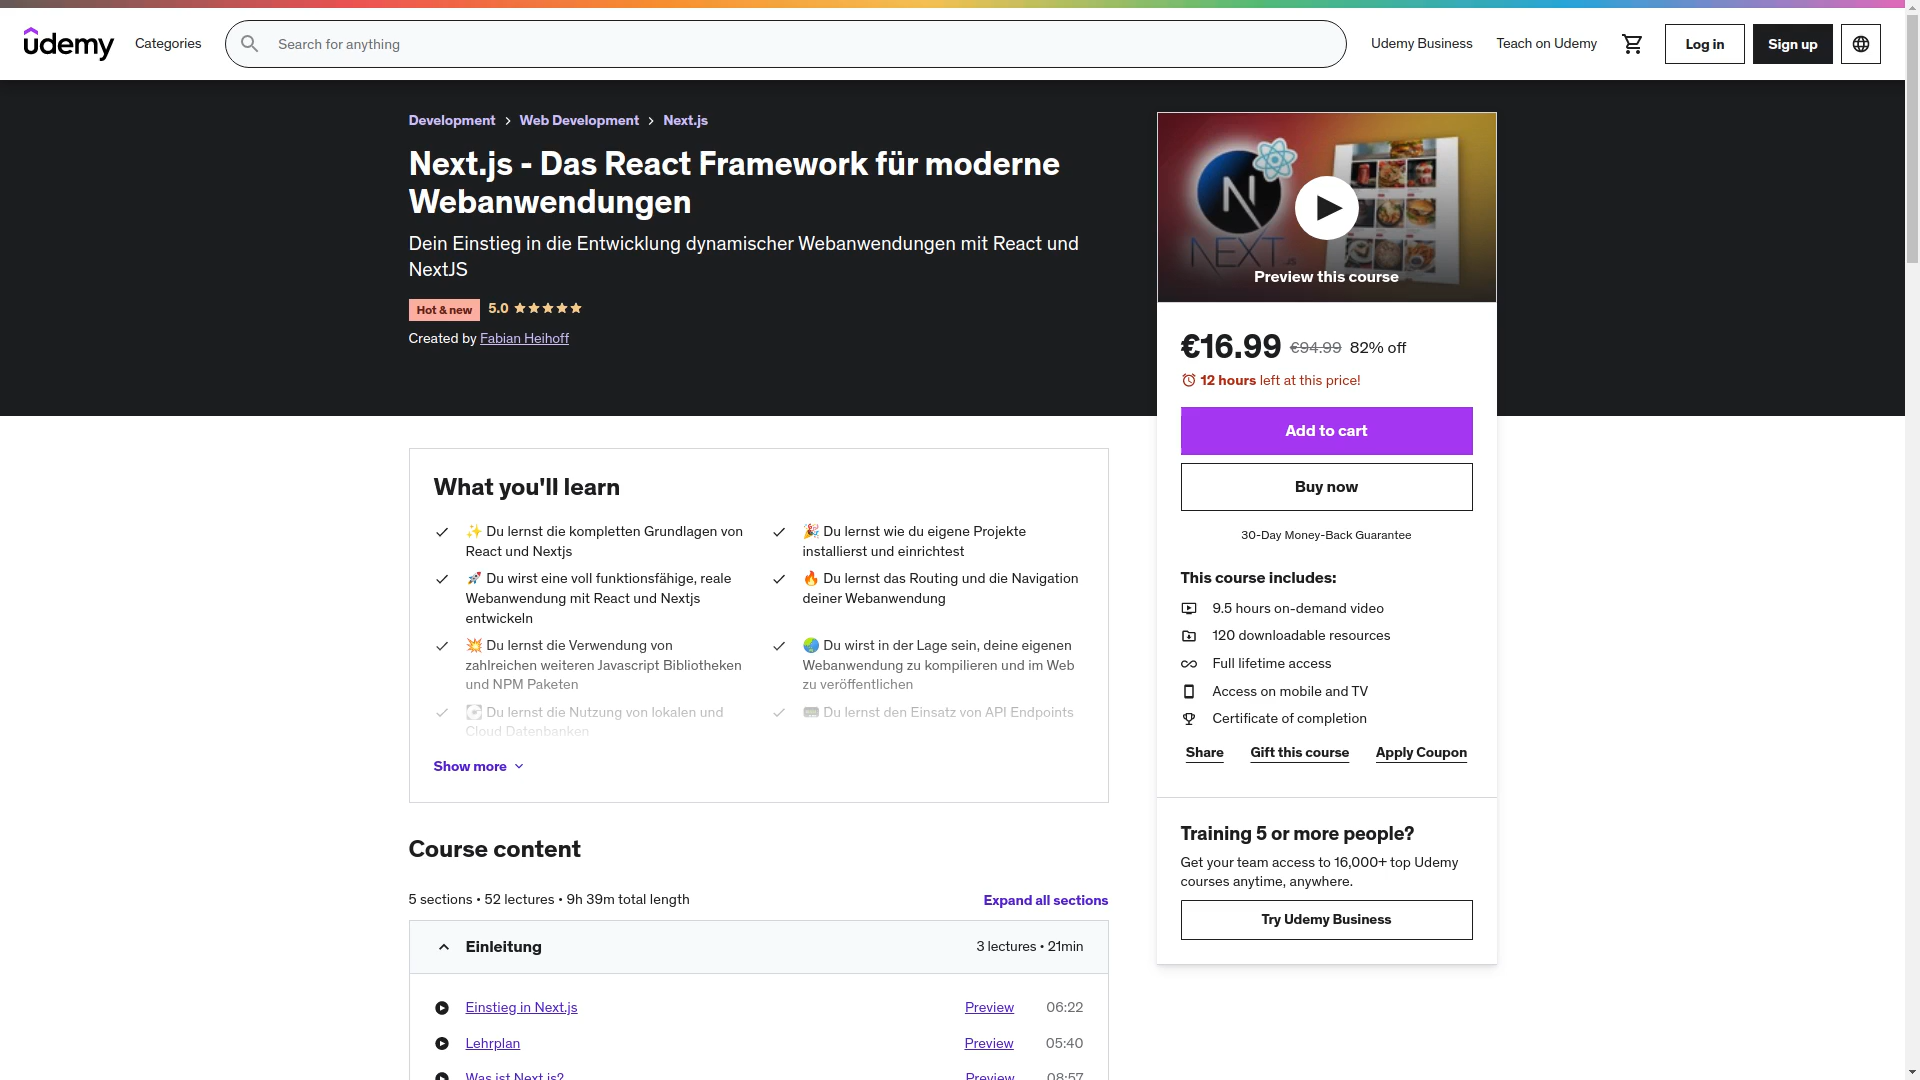 udemy
Categories
Search for anything
Udemy Business
Teach on Udemy
Log in
Sign up
Development
Web Development
Next.js
Next.js - Das React Framework für moderne
Webanwendungen
Dein Einstieg in die Entwicklung dynamischer Webanwendungen mit React und
NextJS
Hot & new
5.0
Created by Fabian Heihoff
N
NEXT.JS
Preview this course
€16.99 €94.99 82% off
12 hours left at this price!
Add to cart
Buy now
30-Day Money-Back Guarantee
This course includes:
9.5 hours on-demand video
120 downloadable resources
Full lifetime access
Access on mobile and TV
Certificate of completion
Share
Gift this course
Apply Coupon
Training 5 or more people?
Get your team access to 16,000+ top Udemy
courses anytime, anywhere.
Try Udemy Business
What you'll learn
✨ Du lernst die kompletten Grundlagen von
React und Nextjs
🎉 Du lernst wie du eigene Projekte
installierst und einrichtest
🚀 Du wirst eine voll funktionsfähige, reale
Webanwendung mit React und Nextjs
entwickeln
🔥 Du lernst das Routing und die Navigation
deiner Webanwendung
💥 Du lernst die Verwendung von
zahlreichen weiteren Javascript Bibliotheken
und NPM Paketen
🌏 Du wirst in der Lage sein, deine eigenen
Webanwendung zu kompilieren und im Web
zu veröffentlichen
Du lernst die Nutzung von lokalen und
Cloud Datenbanken
Du lernst den Einsatz von API Endpoints
Show more
Course content
5 sections • 52 lectures • 9h 39m total length
Expand all sections
Einleitung
3 lectures • 21min
Einstieg in Next.js
Preview
06:22
Lehrplan
Preview
05:40
Was ist Next.js?
Preview
08:57